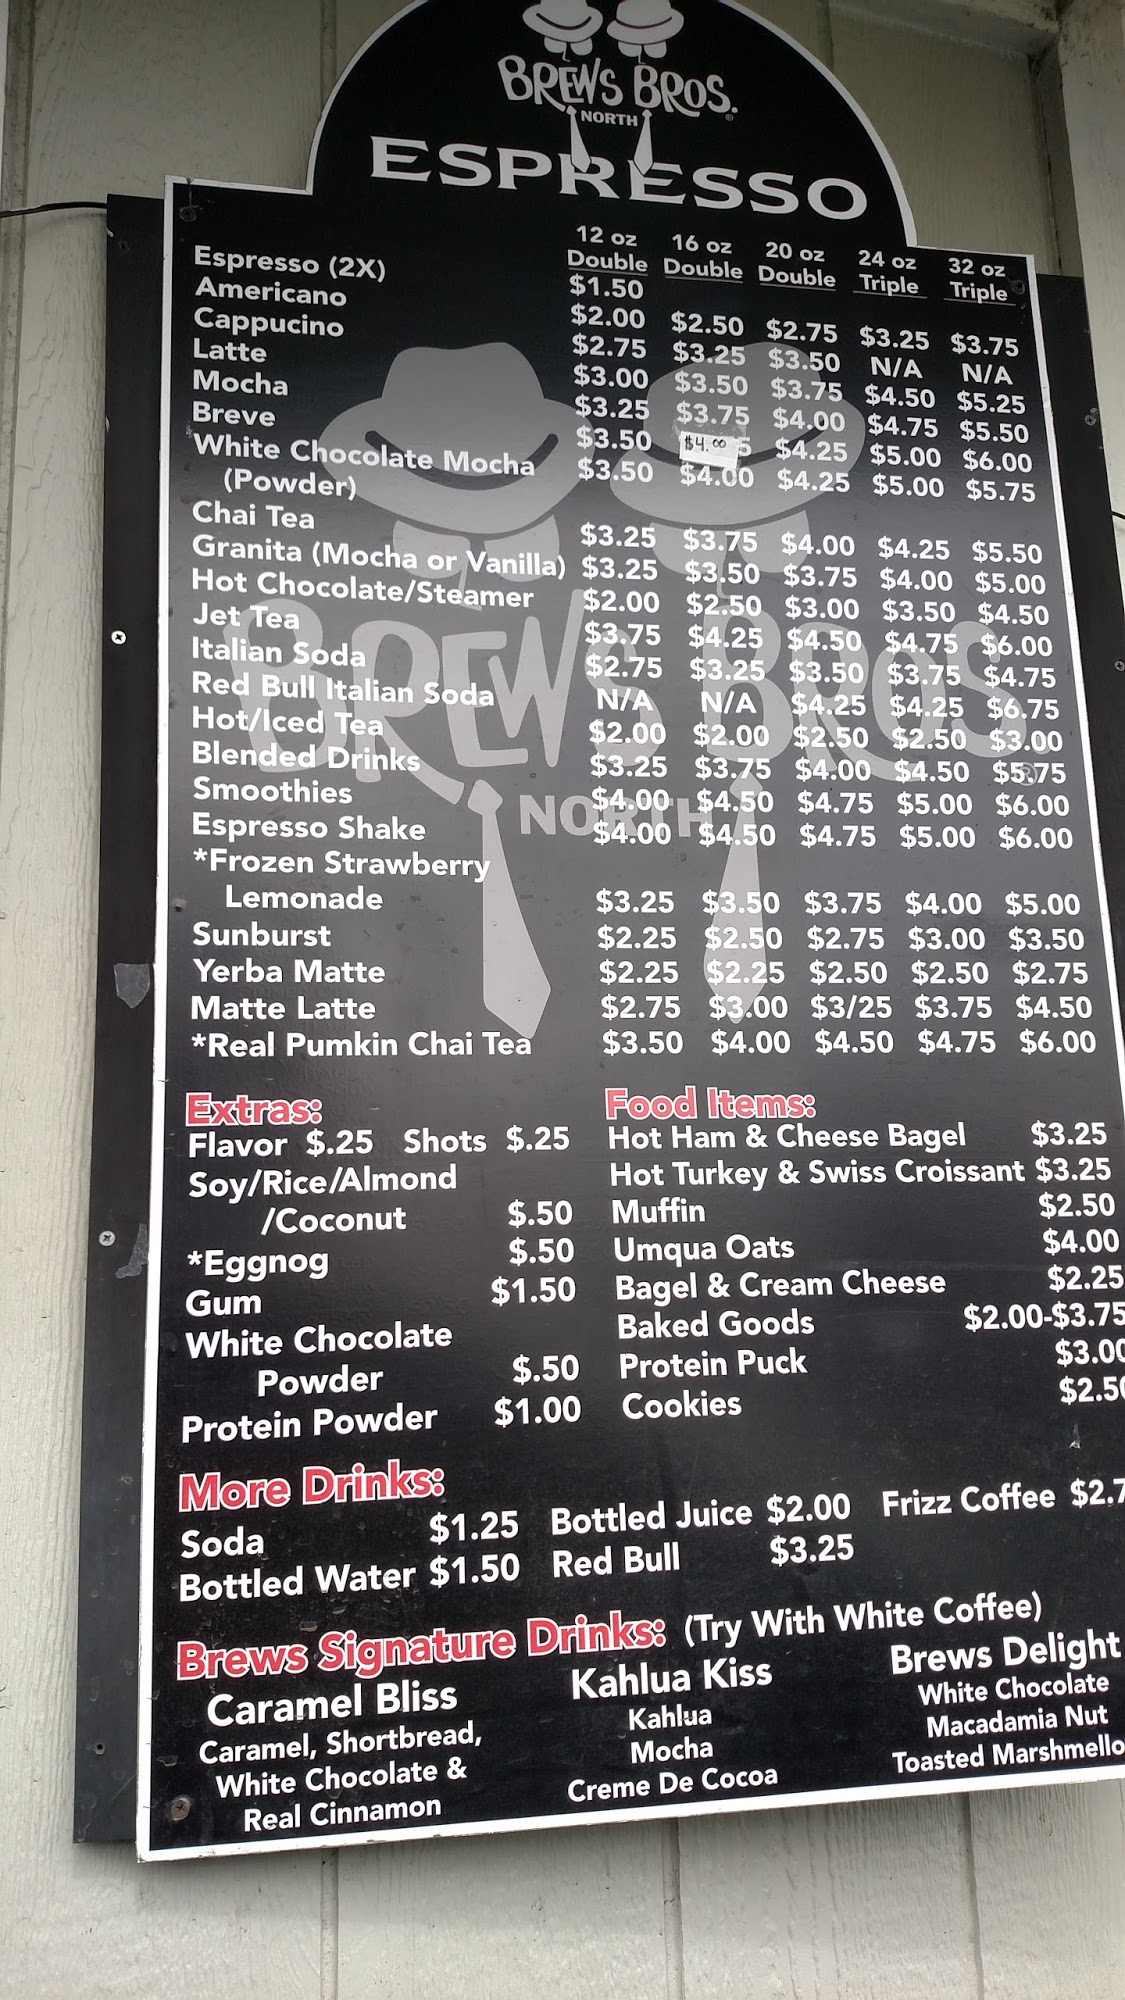 BREWS BROS.
NORTH
ESPRESSO
12 oz 16 oz 20 oz 24 oz 32 oz
Double Double Double Triple Triple
Espresso (2X) $1.50
Americano $2.00 $2.50 $2.75 $3.25 $3.75
Cappucino $2.75 $3.25 $3.50 N/A N/A
Latte $3.00 $3.50 $3.75 $4.50 $5.25
Mocha $3.25 $3.75 $4.00 $4.75 $5.50
Breve $3.50 $4.00 $4.25 $5.00 $6.00
White Chocolate Mocha $3.50 $4.00 $4.25 $5.00 $5.75
(Powder)
Chai Tea $3.25 $3.75 $4.00 $4.25 $5.50
Granita (Mocha or Vanilla) $3.25 $3.50 $3.75 $4.00 $5.00
Hot Chocolate/Steamer $2.00 $2.50 $3.00 $3.50 $4.50
Jet Tea $3.75 $4.25 $4.50 $4.75 $6.00
Italian Soda $2.75 $3.25 $3.50 $3.75 $4.75
Red Bull Italian Soda N/A N/A $4.25 $4.25 $6.75
Hot/Iced Tea $2.00 $2.00 $2.50 $2.50 $3.00
Blended Drinks $3.25 $3.75 $4.00 $4.50 $5.75
Smoothies $4.00 $4.50 $4.75 $5.00 $6.00
Espresso Shake $4.00 $4.50 $4.75 $5.00 $6.00
*Frozen Strawberry
Lemonade $3.25 $3.50 $3.75 $4.00 $5.00
Sunburst $2.25 $2.50 $2.75 $3.00 $3.50
Yerba Matte $2.25 $2.25 $2.50 $2.50 $2.75
Matte Latte $2.75 $3.00 $3/25 $3.75 $4.50
*Real Pumkin Chai Tea $3.50 $4.00 $4.50 $4.75 $6.00
BREWS BROS
NORTH
Extras:
Flavor $.25 Shots $.25
Soy/Rice/Almond
/Coconut $.50
*Eggnog $.50
Gum $1.50
White Chocolate
Powder $.50
Protein Powder $1.00
Food Items:
Hot Ham & Cheese Bagel $3.25
Hot Turkey & Swiss Croissant $3.25
Muffin $2.50
Umqua Oats $4.00
Bagel & Cream Cheese $2.25
Baked Goods $2.00-$3.75
Protein Puck $3.00
Cookies $2.50
More Drinks:
Soda $1.25 Bottled Juice $2.00 Frizz Coffee $2.7
Bottled Water $1.50 Red Bull $3.25
Brews Signature Drinks: (Try With White Coffee)
Caramel Bliss
Caramel, Shortbread,
White Chocolate &
Real Cinnamon
Kahlua Kiss
Kahlua
Mocha
Creme De Cocoa
Brews Delight
White Chocolate
Macadamia Nut
Toasted Marshmello